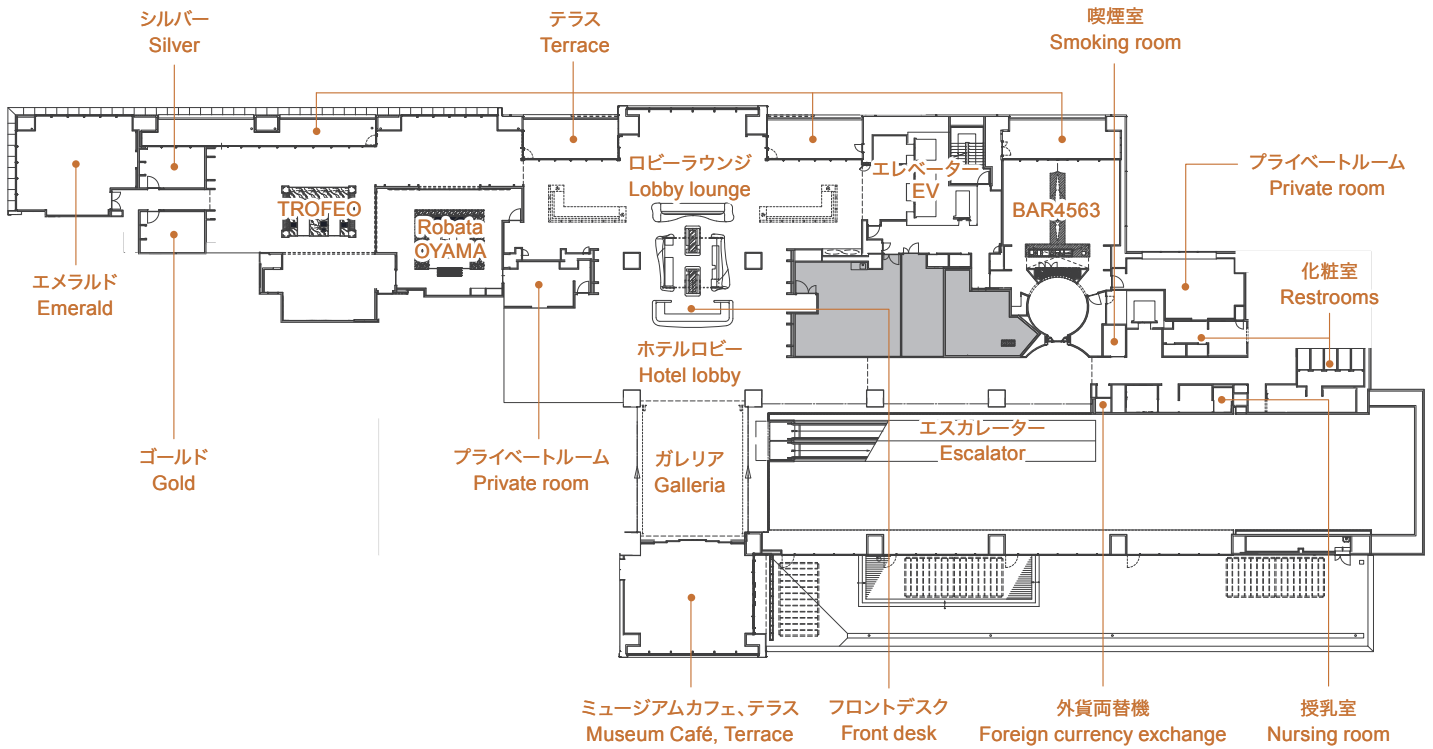 シルバー
Silver
テラス
Terrace
喫煙室
Smoking room
ロビーラウンジ
Lobby lounge
エレベーター
EV
プライベートルーム
Private room
TROFEO
Robata
OYAMA
BAR4563
エメラルド
Emerald
化粧室
Restrooms
ホテルロビー
Hotel lobby
ゴールド
Gold
プライベートルーム
Private room
ガレリア
Galleria
エスカレーター
Escalator
ミュージアムカフェ、テラス
Museum Café, Terrace
フロントデスク
Front desk
外貨両替機
Foreign currency exchange
授乳室
Nursing room